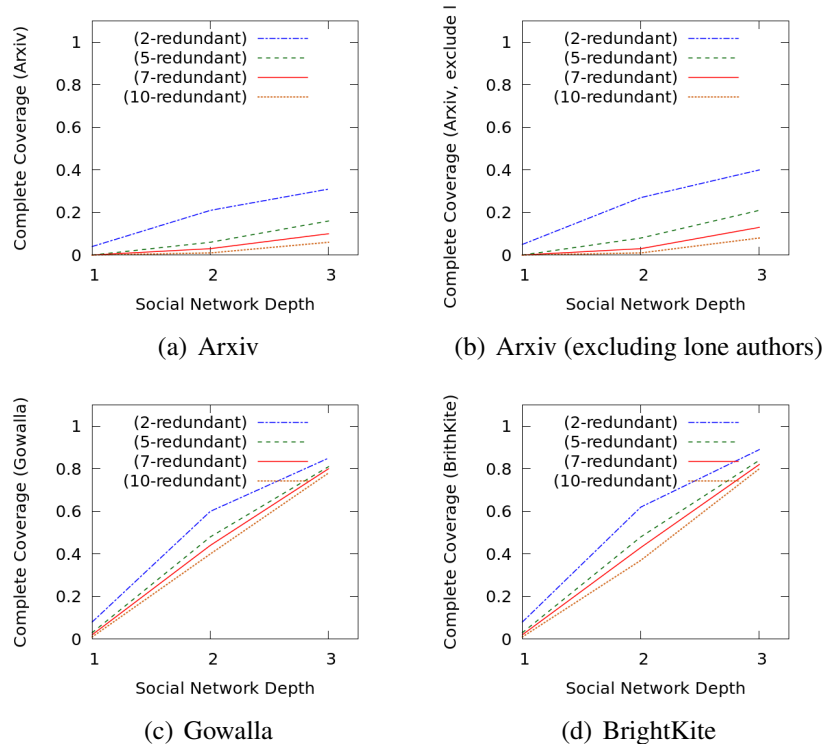 Complete Coverage (Arxiv)
1
0.8
0.6
0.4
0.2
0
(2-redundant)
(5-redundant)
(7-redundant)
(10-redundant)
1 2 3
Social Network Depth
(a) Arxiv
Complete Coverage (Arxiv, exclude l
1
0.8
0.6
0.4
0.2
0
(2-redundant)
(5-redundant)
(7-redundant)
(10-redundant)
1 2 3
Social Network Depth
(b) Arxiv (excluding lone authors)
Complete Coverage (Gowalla)
1
0.8
0.6
0.4
0.2
0
(2-redundant)
(5-redundant)
(7-redundant)
(10-redundant)
1 2 3
Social Network Depth
(c) Gowalla
Complete Coverage (BrithKite)
1
0.8
0.6
0.4
0.2
0
(2-redundant)
(5-redundant)
(7-redundant)
(10-redundant)
1 2 3
Social Network Depth
(d) BrightKite